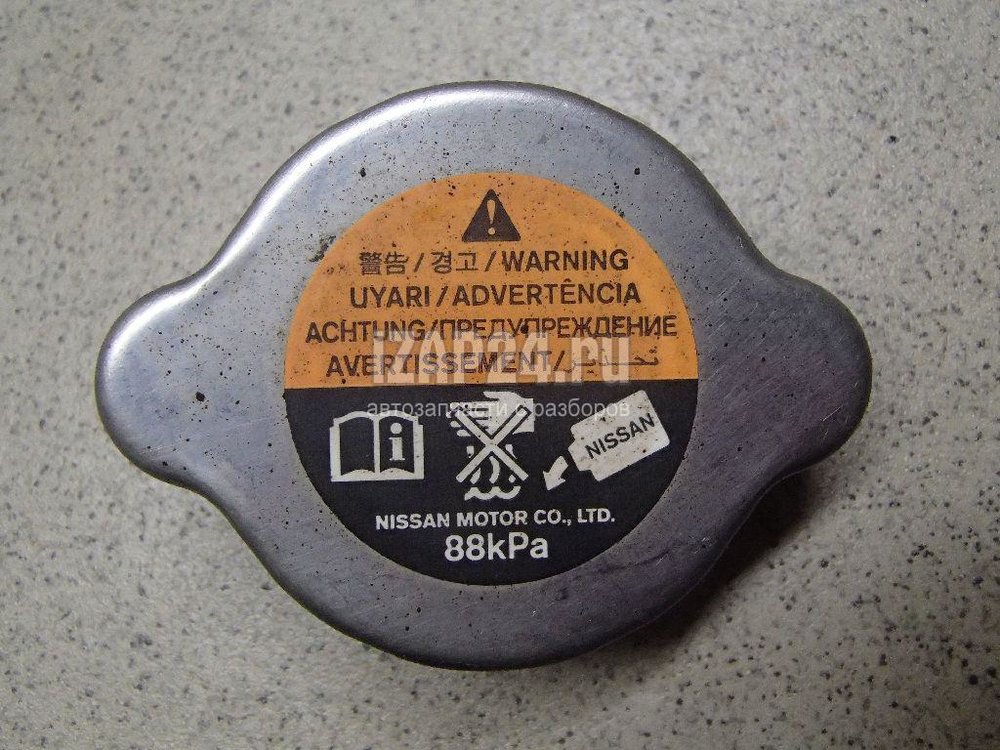 警告/경고/WARNING
UYARI/ADVERTÊNCIA
ACHTUNG/ПРЕДУПРЕЖДЕНИЕ
AVERTISSEMENT/تحذير
IZAP24.ru
автозапчасти с разборов
i
NISSAN
NISSAN MOTOR CO., LTD.
88kPa